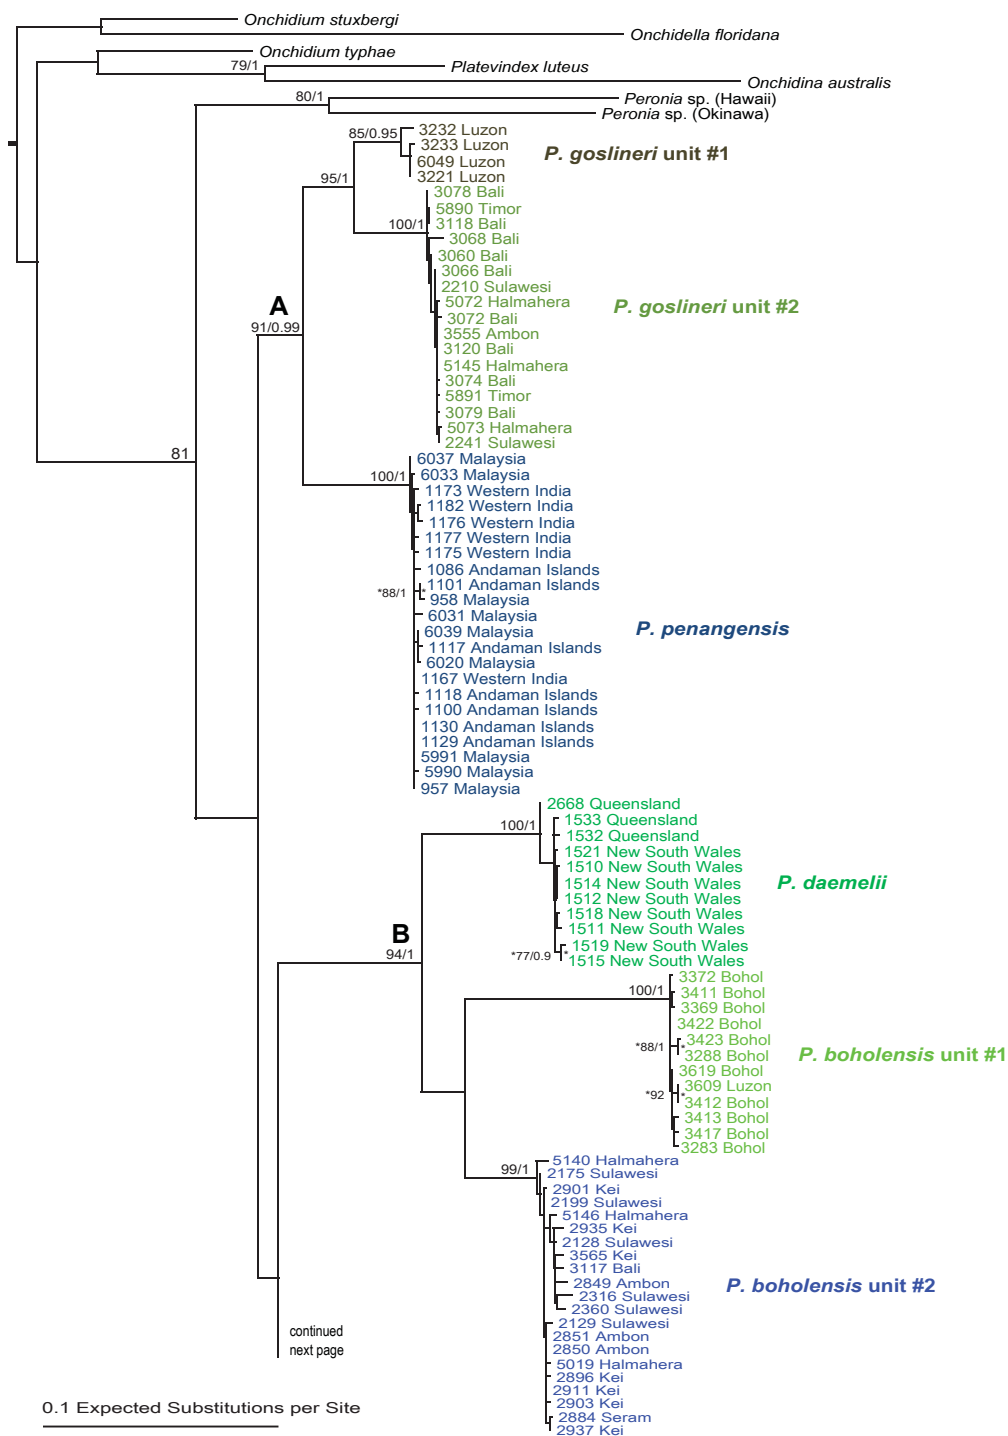 Onchidium stuxbergi
Onchidella floridana
Onchidium typhae
79/1
Platevindex luteus
Onchidina australis
80/1
Peronia sp. (Hawaii)
Peronia sp. (Okinawa)
85/0.95
3232 Luzon
3233 Luzon
6049 Luzon
3221 Luzon
P. goslineri unit #1
95/1
3078 Bali
5890 Timor
100/1
3118 Bali
3068 Bali
3060 Bali
3066 Bali
2210 Sulawesi
5072 Halmahera
3072 Bali
3555 Ambon
3120 Bali
5145 Halmahera
3074 Bali
5891 Timor
3079 Bali
5073 Halmahera
2241 Sulawesi
P. goslineri unit #2
A
91/0.99
81
6037 Malaysia
100/1
6033 Malaysia
1173 Western India
1182 Western India
1176 Western India
1177 Western India
1175 Western India
1086 Andaman Islands
1101 Andaman Islands
*88/1
*
958 Malaysia
6031 Malaysia
6039 Malaysia
1117 Andaman Islands
6020 Malaysia
1167 Western India
1118 Andaman Islands
1100 Andaman Islands
1130 Andaman Islands
1129 Andaman Islands
5991 Malaysia
5990 Malaysia
957 Malaysia
P. penangensis
2668 Queensland
100/1
1533 Queensland
1532 Queensland
1521 New South Wales
1510 New South Wales
1514 New South Wales
1512 New South Wales
1518 New South Wales
1511 New South Wales
1519 New South Wales
*77/0.9
*
1515 New South Wales
P. daemelii
B
94/1
3372 Bohol
100/1
3411 Bohol
3369 Bohol
3422 Bohol
3423 Bohol
*88/1
*
3288 Bohol
3619 Bohol
3609 Luzon
*92
*
3412 Bohol
3413 Bohol
3417 Bohol
3283 Bohol
P. boholensis unit #1
5140 Halmahera
99/1
2175 Sulawesi
2901 Kei
2199 Sulawesi
5146 Halmahera
2935 Kei
2128 Sulawesi
3565 Kei
3117 Bali
2849 Ambon
2316 Sulawesi
2360 Sulawesi
2129 Sulawesi
2851 Ambon
2850 Ambon
5019 Halmahera
2896 Kei
2911 Kei
2903 Kei
2884 Seram
2937 Kei
P. boholensis unit #2
continued
next page
0.1 Expected Substitutions per Site